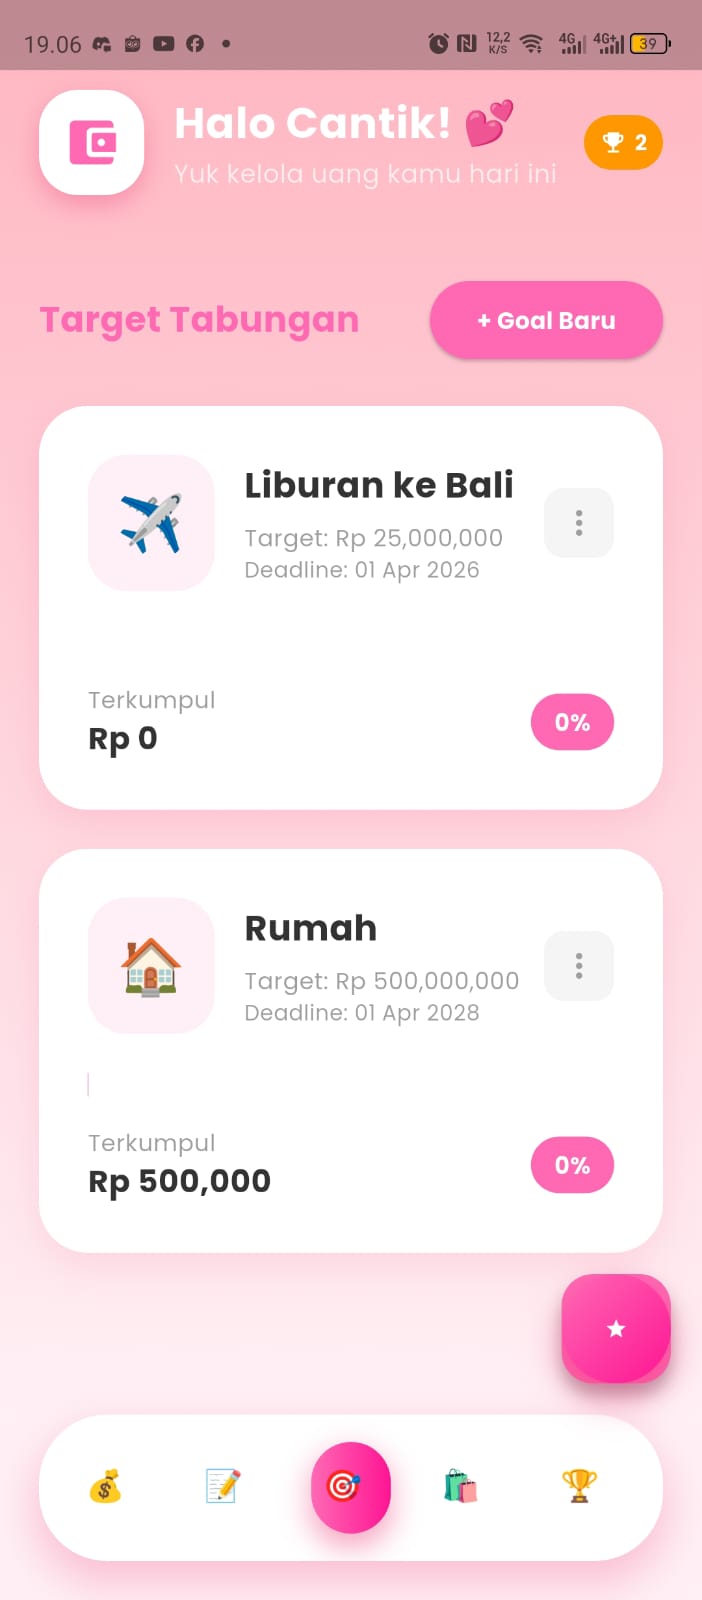 19.06
12,2
K/S
4G
4G+
39
Halo Cantik! 💕
Yuk kelola uang kamu hari ini
2
Target Tabungan
+ Goal Baru
Liburan ke Bali
Target: Rp 25,000,000
Deadline: 01 Apr 2026
Terkumpul
Rp 0
0%
Rumah
Target: Rp 500,000,000
Deadline: 01 Apr 2028
Terkumpul
Rp 500,000
0%